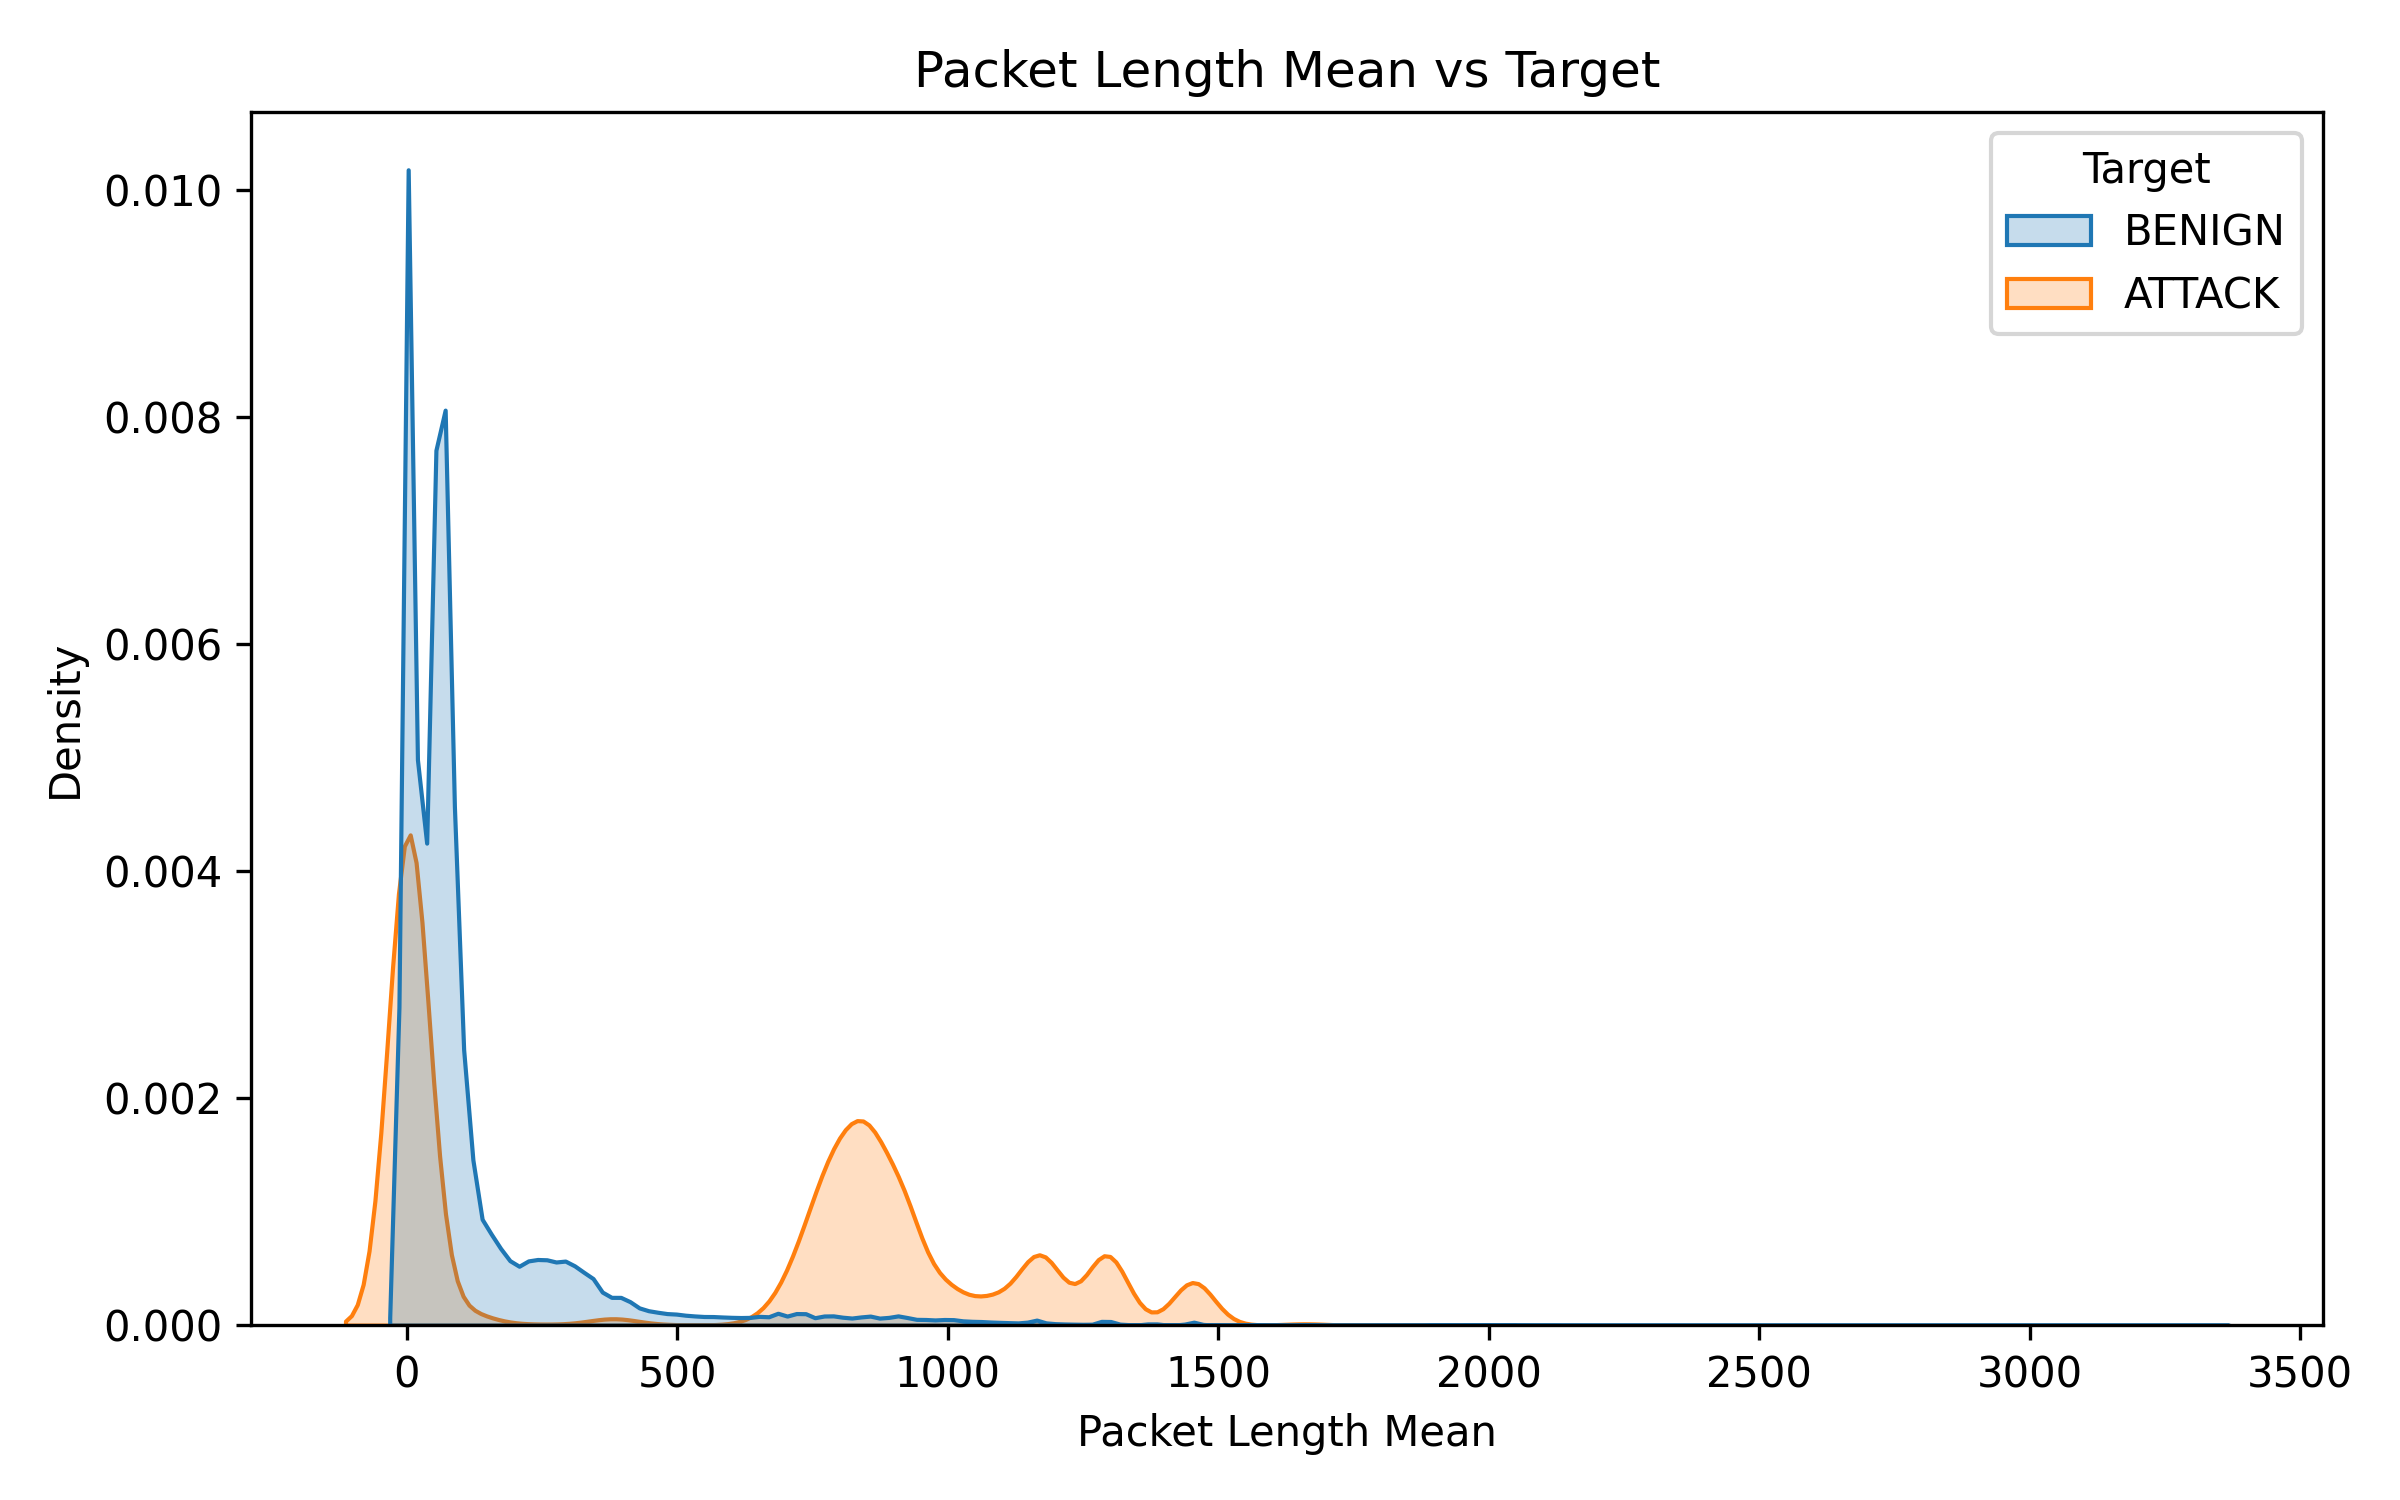 Packet Length Mean vs Target
Target
BENIGN
ATTACK
Density
0.010
0.008
0.006
0.004
0.002
0.000
0 500 1000 1500 2000 2500 3000 3500
Packet Length Mean